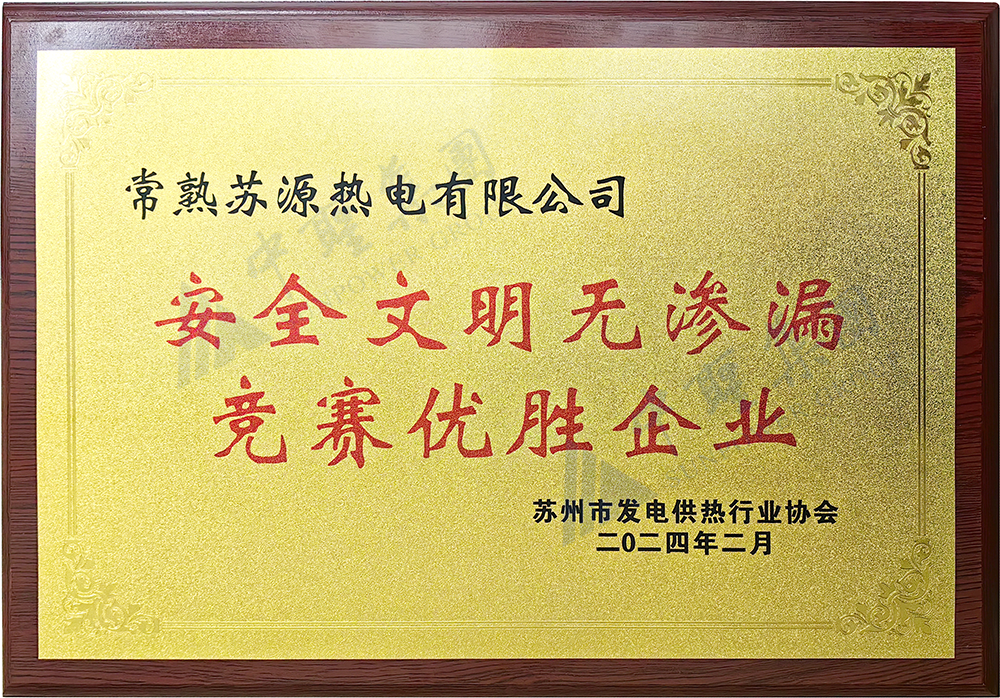 常熟苏源热电有限公司
安全文明无渗漏
竞赛优胜企业
苏州市发电供热行业协会
二0二四年二月